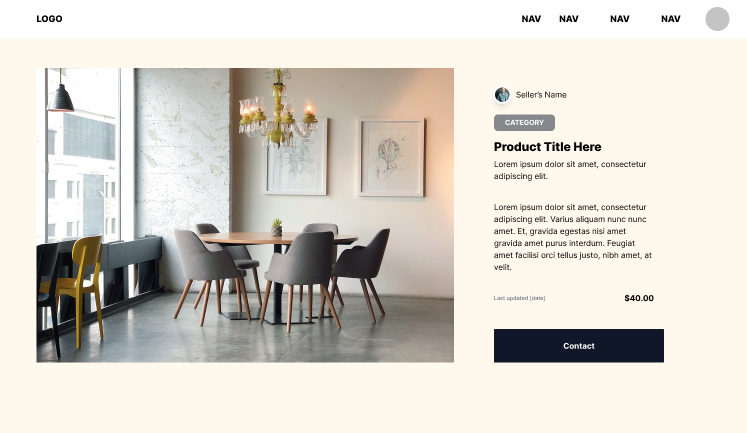 LOGO NAV NAV NAV NAV
Seller's Name
CATEGORY
Product Title Here
Lorem ipsum dolor sit amet, consectetur
adipiscing elit.
Lorem ipsum dolor sit amet, consectetur
adipiscing elit. Varius aliquam nunc nunc
amet. Et, gravida egestas nisi amet
gravida amet purus interdum. Feugiat
amet facilisi orci tellus justo, nibh amet, at
velit.
Last updated [date] $40.00
Contact